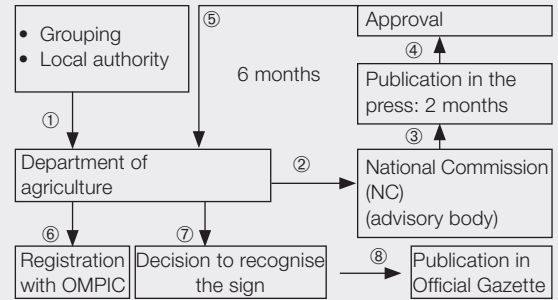 • Grouping
• Local authority
⑤
Approval
6 months
④
Publication in the
press: 2 months
①
③
Department of
agriculture
②
National Commission
(NC)
(advisory body)
⑥
⑦
Registration
with OMPIC
Decision to recognise
the sign
⑧
Publication in
Official Gazette